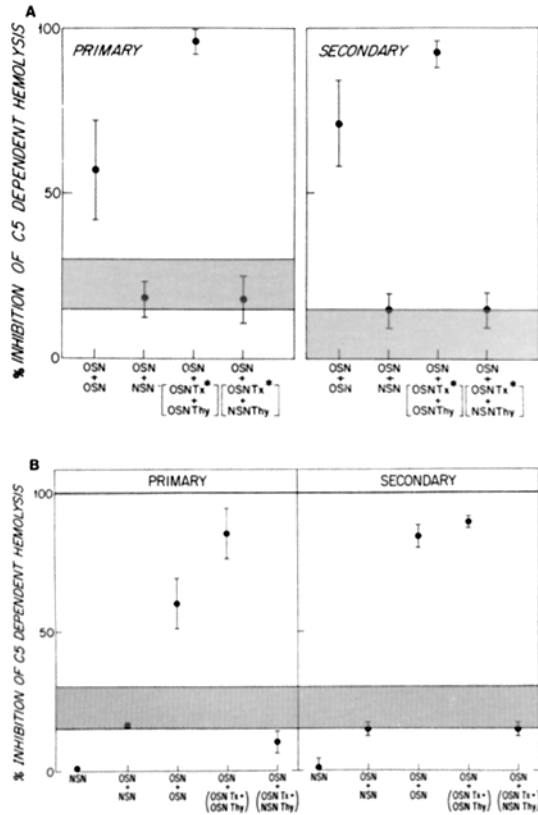 A
PRIMARY
SECONDARY
% INHIBITION OF C5 DEPENDENT HEMOLYSIS
100
50
0
OSN + OSN
OSN + NSN
OSN + [OSNTx* + OSNThy]
OSN + [OSNTx* + NSNThy]
OSN + OSN
OSN + NSN
OSN + [OSNTx* + OSNThy]
OSN + [OSNTx* + NSNThy]
B
PRIMARY
SECONDARY
% INHIBITION OF C5 DEPENDENT HEMOLYSIS
100
50
0
NSN
OSN + NSN
OSN + OSN
OSN + (OSN Tx + OSN Thy)
OSN + (OSN Tx + NSN Thy)
NSN
OSN + NSN
OSN + OSN
OSN + (OSN Tx + OSN Thy)
OSN + (OSN Tx + NSN Thy)